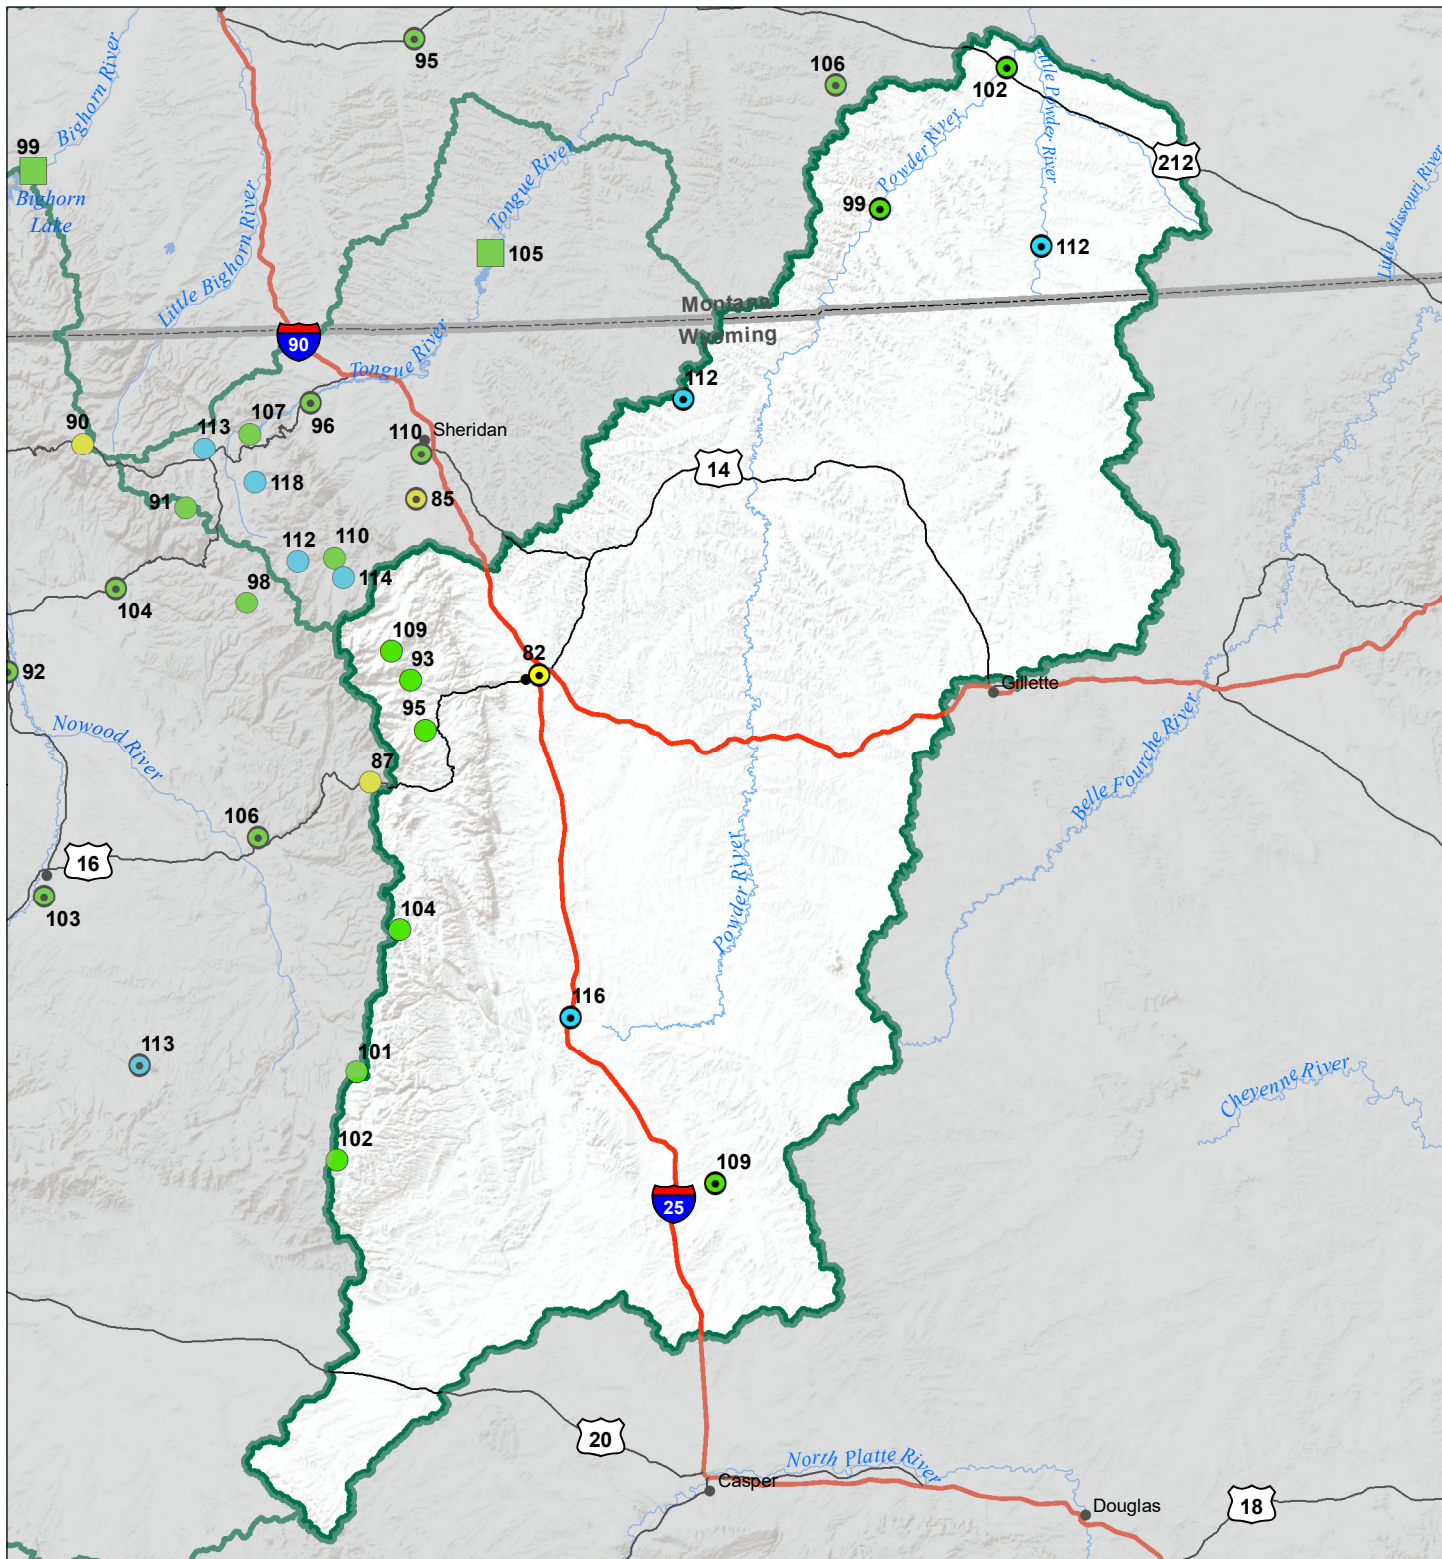 95
106
102
Bighorn River
Little Powder River
99
Powder River
212
Bighorn
Lake
Tongue River
99
Little Missouri River
105
112
Little Bighorn River
Montana
Wyoming
90
Tongue River
112
90
113
107
96
110
Sheridan
14
118
85
91
112
110
114
98
104
109
82
93
92
Gillette
95
Nowood River
87
Belle Fourche River
106
16
Powder River
103
104
116
113
101
Cheyenne River
102
109
25
20
North Platte River
Casper
Douglas
18